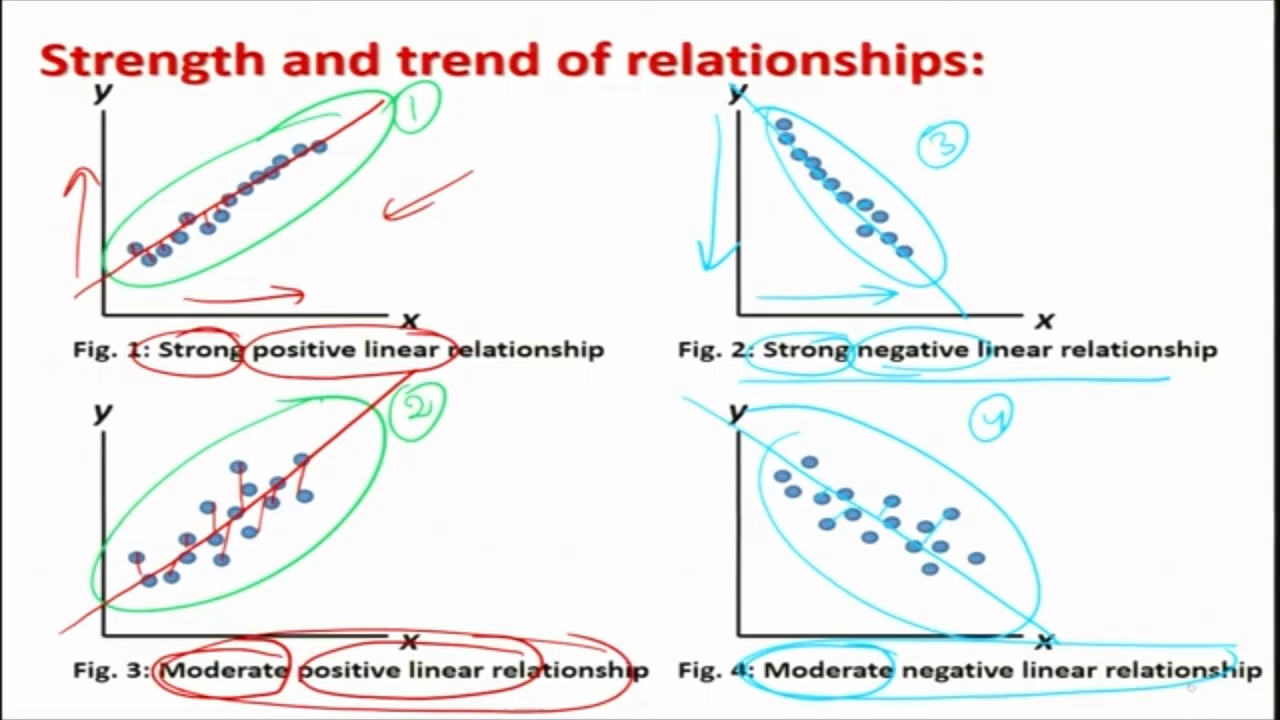 Strength and trend of relationships:
y
1
x
Fig. 1: Strong positive linear relationship
y
3
x
Fig. 2: Strong negative linear relationship
y
2
x
Fig. 3: Moderate positive linear relationship
y
4
x
Fig. 4: Moderate negative linear relationship
6